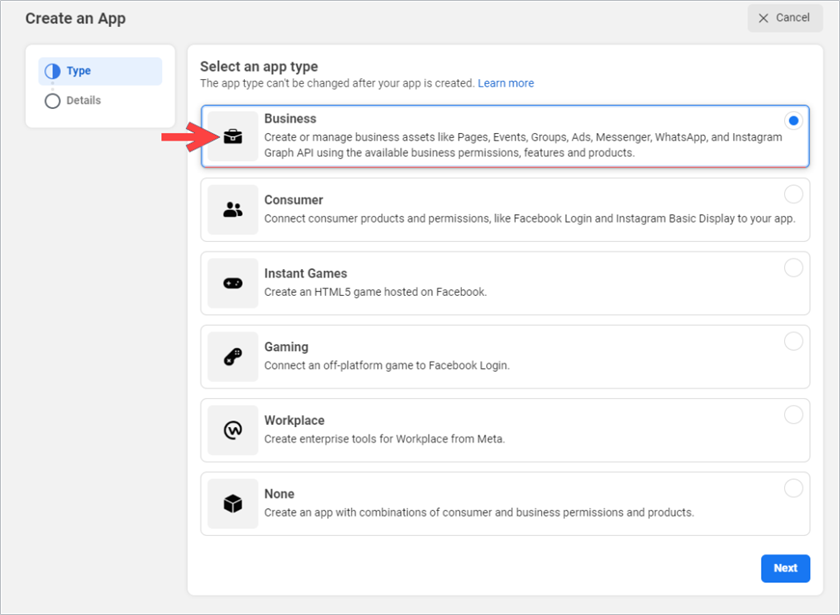 Create an App
Cancel
Type
Details
Select an app type
The app type can't be changed after your app is created. Learn more
Business
Create or manage business assets like Pages, Events, Groups, Ads, Messenger, WhatsApp, and Instagram
Graph API using the available business permissions, features and products.
Consumer
Connect consumer products and permissions, like Facebook Login and Instagram Basic Display to your app.
Instant Games
Create an HTML5 game hosted on Facebook.
Gaming
Connect an off-platform game to Facebook Login.
Workplace
Create enterprise tools for Workplace from Meta.
None
Create an app with combinations of consumer and business permissions and products.
Next